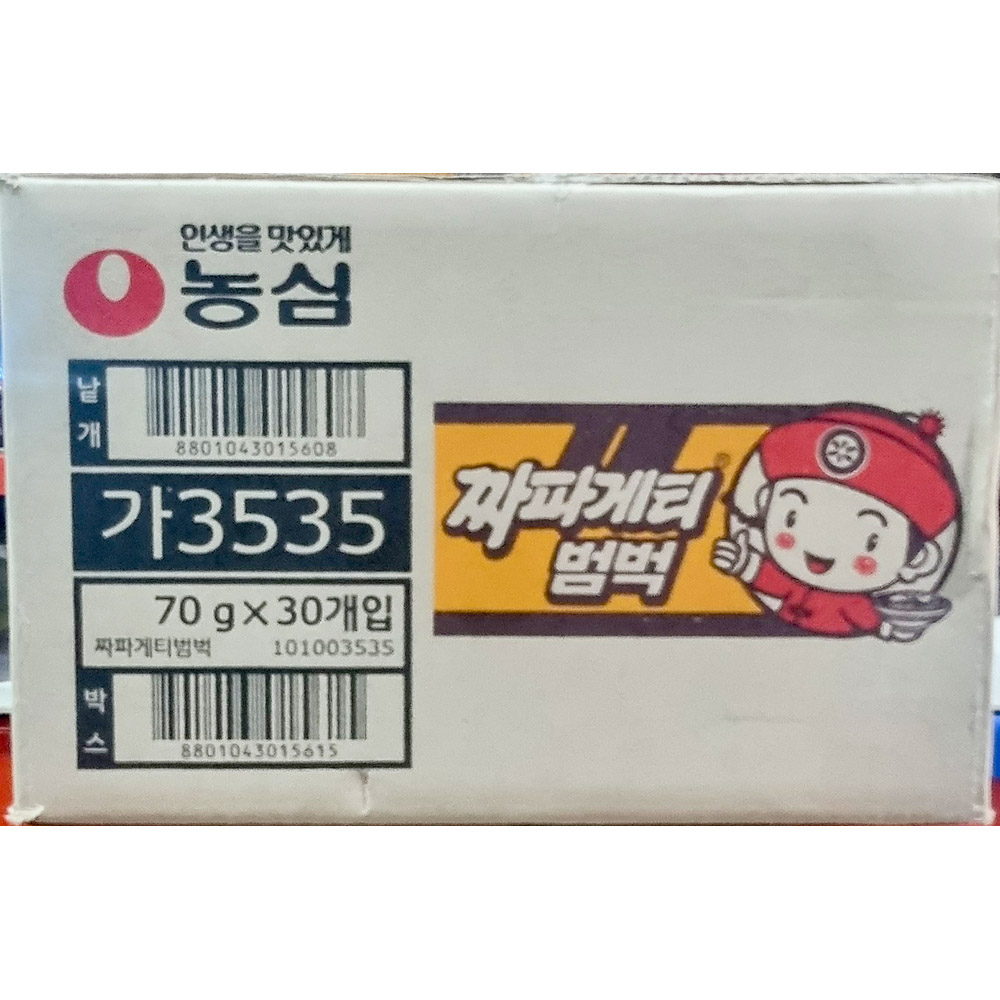 인생을 맛있게
농심
낱개
8801043015608
가3535
70 g×30개입
짜파게티범벅 101003535
박스
8801043015615
짜파게티®
범벅